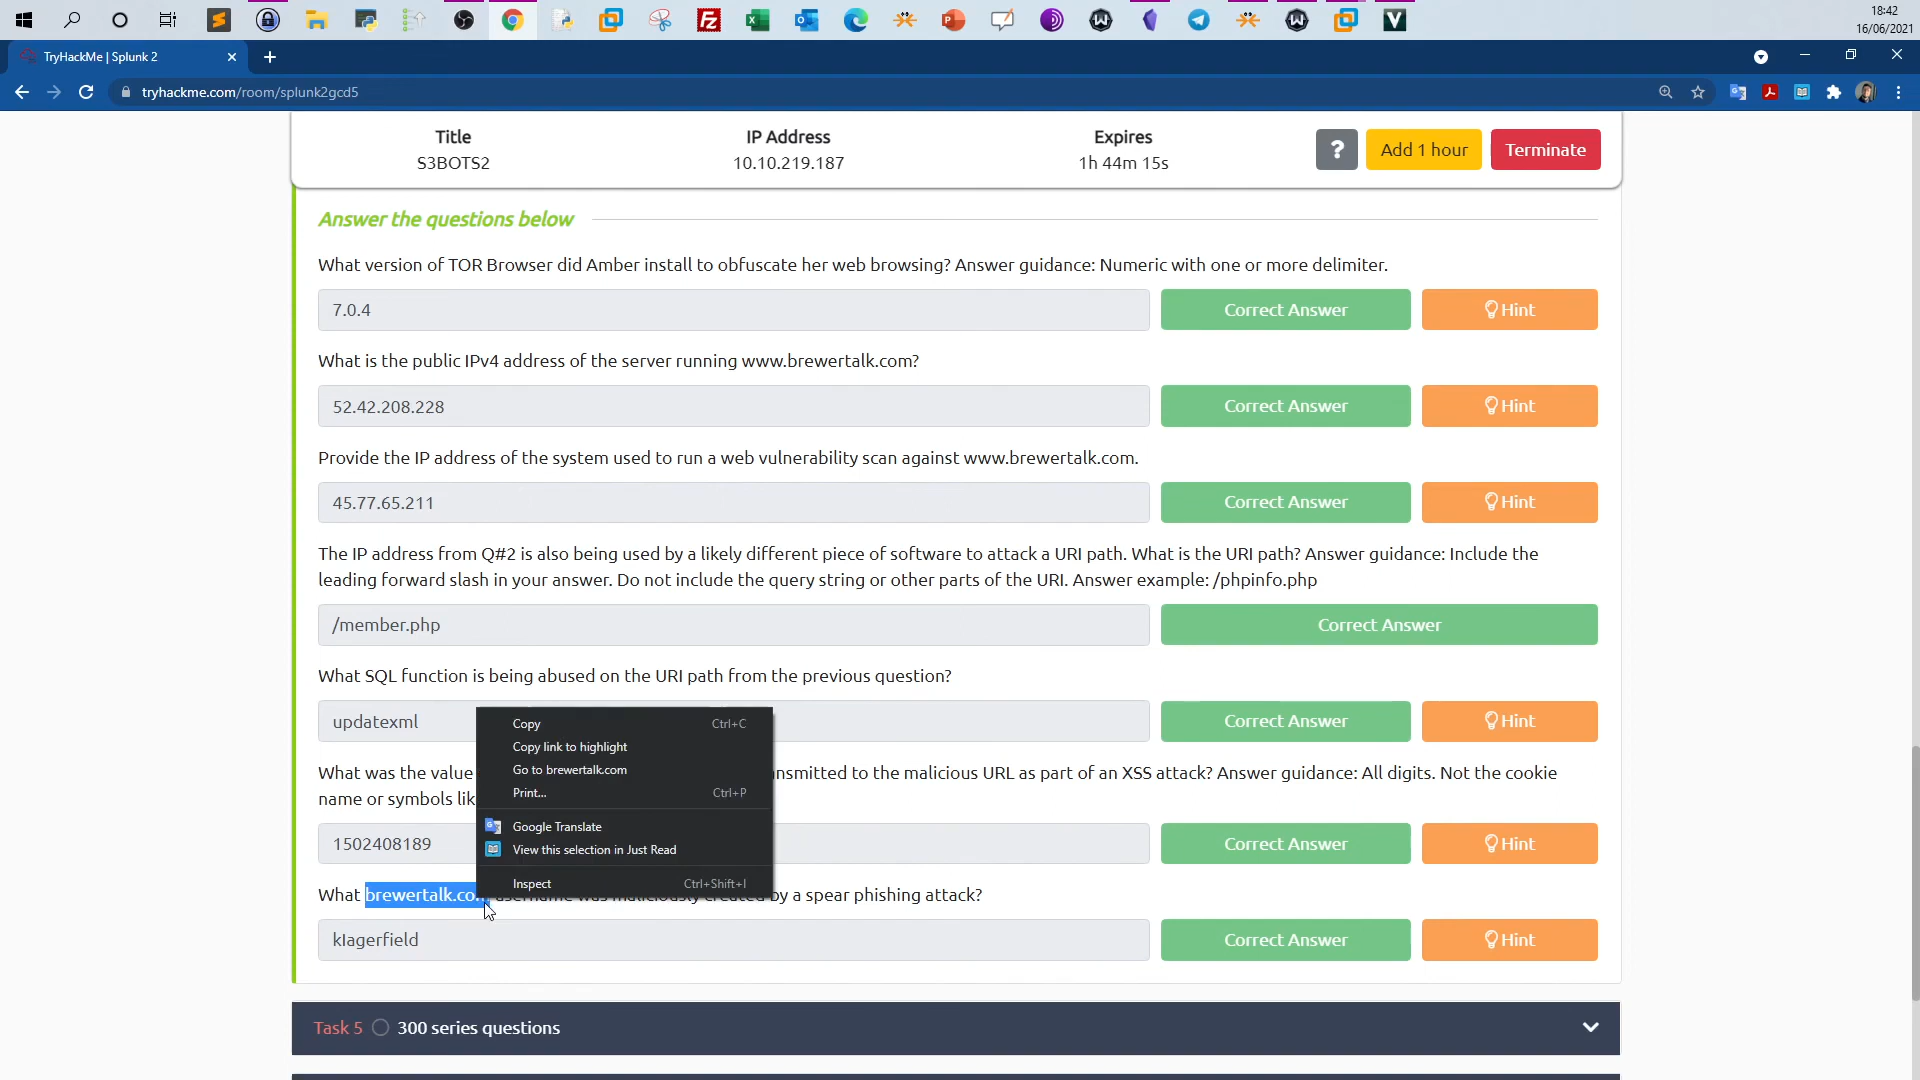 18:42
16/06/2021
TryHackMe | Splunk 2
tryhackme.com/room/splunk2gcd5
Title
IP Address
Expires
S3BOTS2
10.10.219.187
1h 44m 15s
?
Add 1 hour
Terminate
Answer the questions below
What version of TOR Browser did Amber install to obfuscate her web browsing? Answer guidance: Numeric with one or more delimiter.
7.0.4
Correct Answer
Hint
What is the public IPv4 address of the server running www.brewertalk.com?
52.42.208.228
Correct Answer
Hint
Provide the IP address of the system used to run a web vulnerability scan against www.brewertalk.com.
45.77.65.211
Correct Answer
Hint
The IP address from Q#2 is also being used by a likely different piece of software to attack a URI path. What is the URI path? Answer guidance: Include the
leading forward slash in your answer. Do not include the query string or other parts of the URI. Answer example: /phpinfo.php
/member.php
Correct Answer
What SQL function is being abused on the URI path from the previous question?
updatexml
Correct Answer
Hint
Copy Ctrl+C
Copy link to highlight
Go to brewertalk.com
Print... Ctrl+P
Google Translate
View this selection in Just Read
Inspect Ctrl+Shift+I
What was the value nsmitted to the malicious URL as part of an XSS attack? Answer guidance: All digits. Not the cookie
name or symbols lik
1502408189
Correct Answer
Hint
What brewertalk.com username was maliciously created by a spear phishing attack?
kIagerfield
Correct Answer
Hint
Task 5 300 series questions